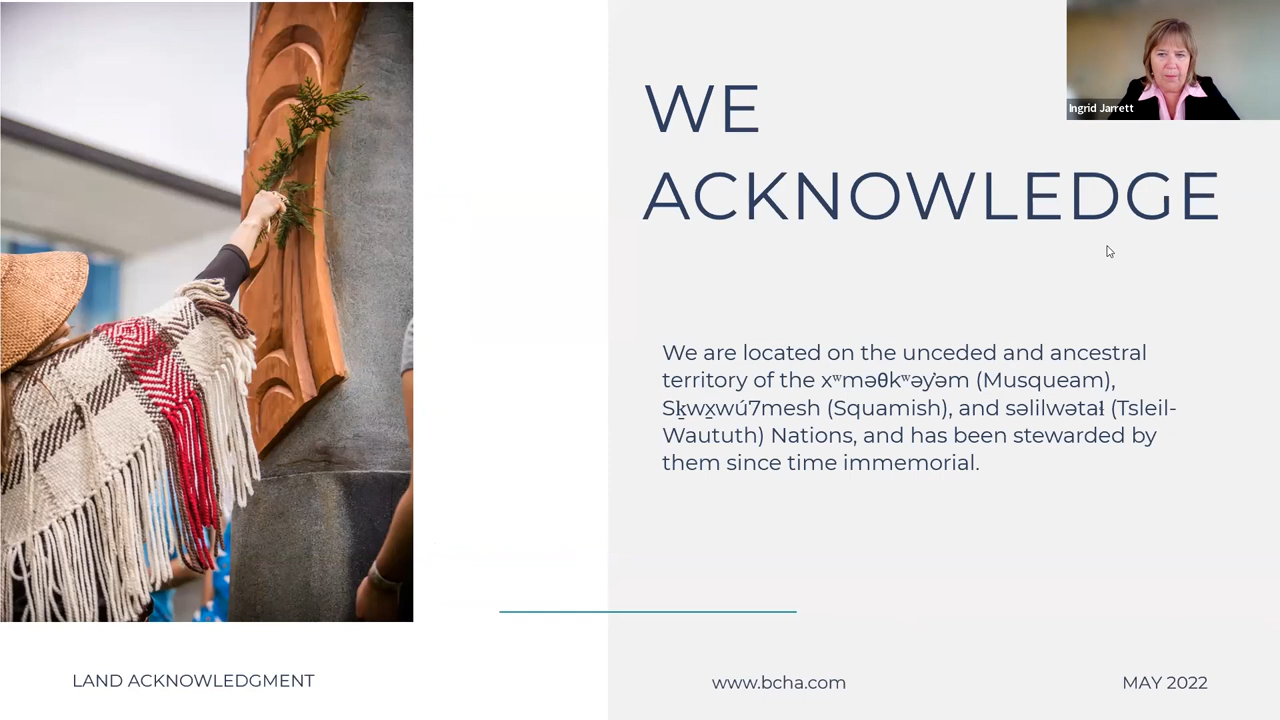 WE
ACKNOWLEDGE
Ingrid Jarrett
We are located on the unceded and ancestral
territory of the xʷməθkʷəy̓əm (Musqueam),
Sḵwx̱wú7mesh (Squamish), and səlilwətaɬ (Tsleil-
Waututh) Nations, and has been stewarded by
them since time immemorial.
LAND ACKNOWLEDGMENT
www.bcha.com
MAY 2022